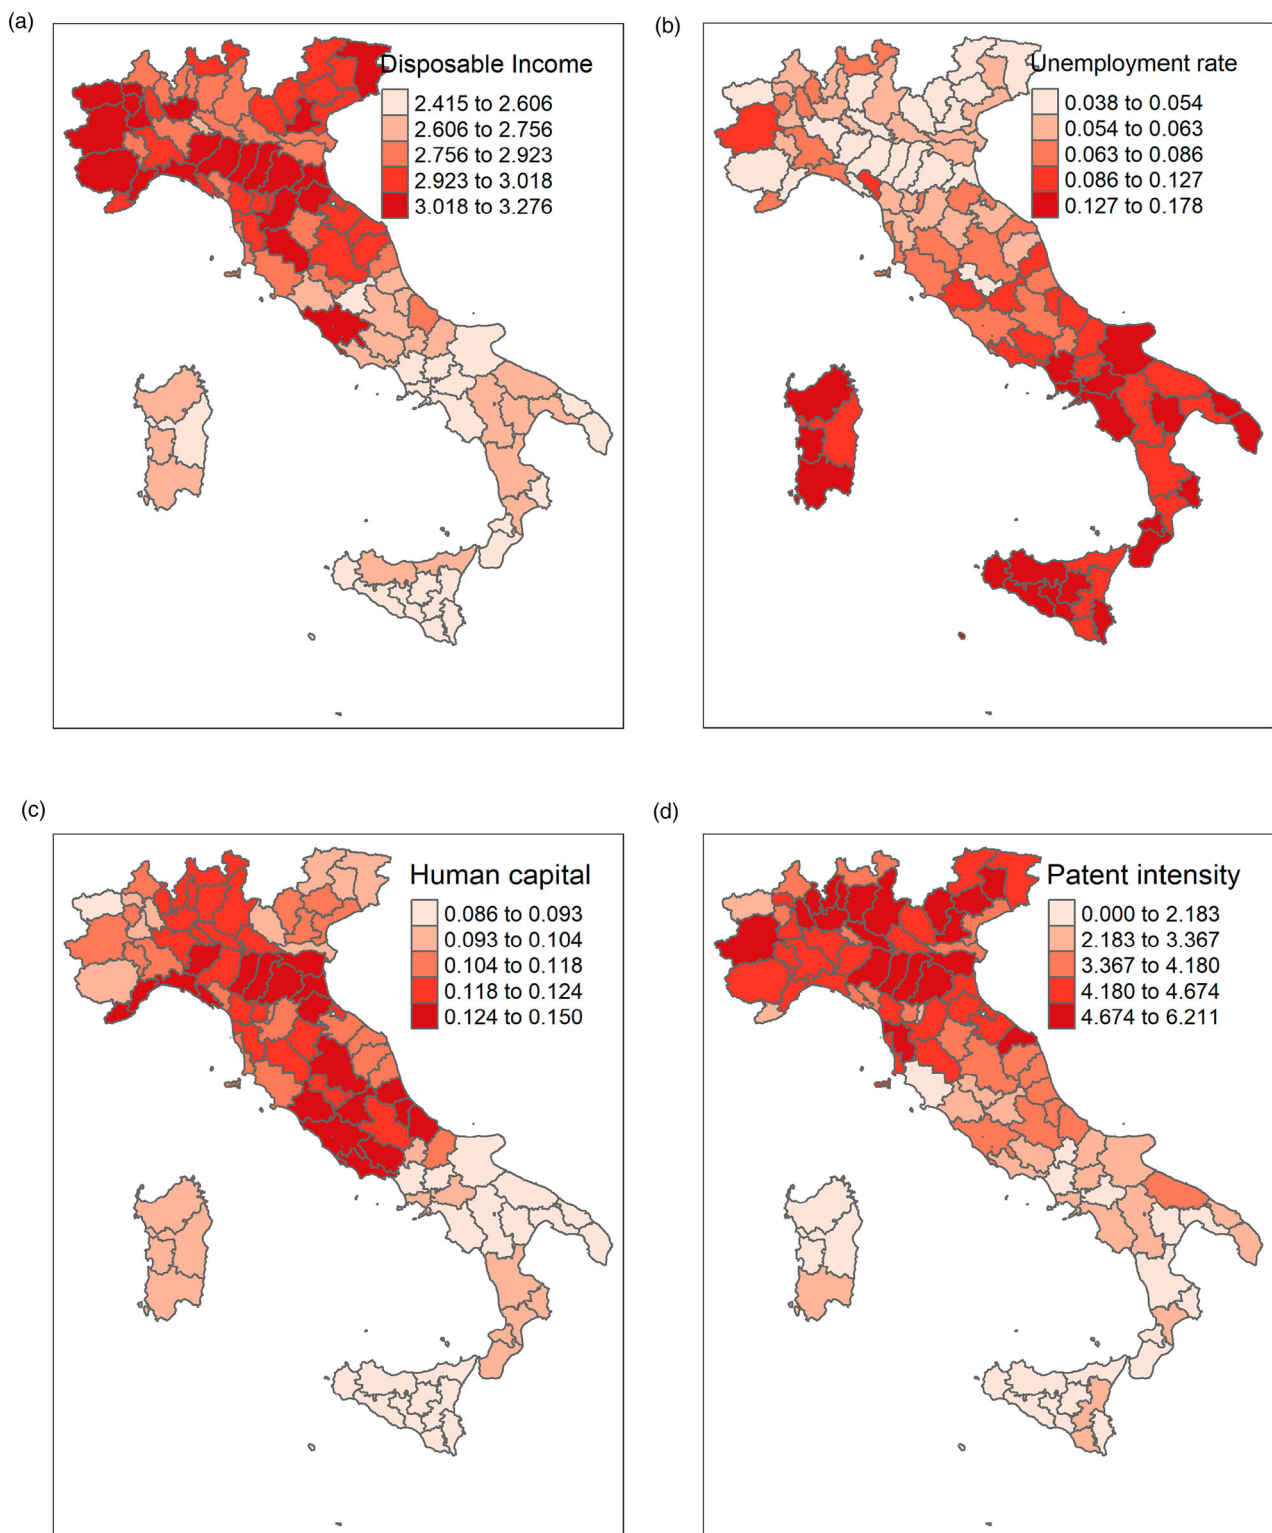 (a)
Disposable Income
2.415 to 2.606
2.606 to 2.756
2.756 to 2.923
2.923 to 3.018
3.018 to 3.276
(b)
Unemployment rate
0.038 to 0.054
0.054 to 0.063
0.063 to 0.086
0.086 to 0.127
0.127 to 0.178
(c)
Human capital
0.086 to 0.093
0.093 to 0.104
0.104 to 0.118
0.118 to 0.124
0.124 to 0.150
(d)
Patent intensity
0.000 to 2.183
2.183 to 3.367
3.367 to 4.180
4.180 to 4.674
4.674 to 6.211